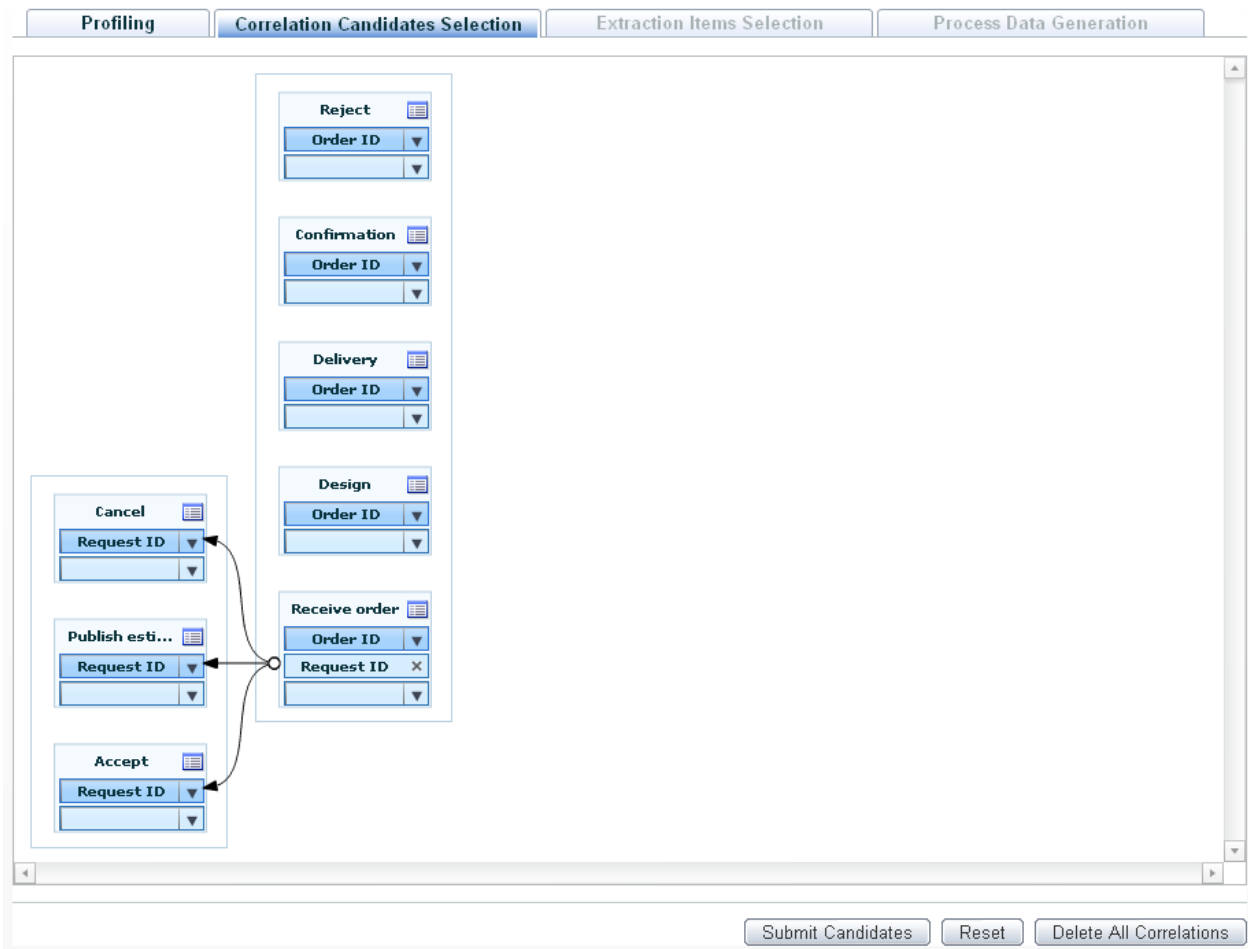 Profiling
Correlation Candidates Selection
Extraction Items Selection
Process Data Generation
Reject
Order ID
Confirmation
Order ID
Delivery
Order ID
Design
Order ID
Receive order
Order ID
Request ID
Cancel
Request ID
Publish esti...
Request ID
Accept
Request ID
Submit Candidates
Reset
Delete All Correlations